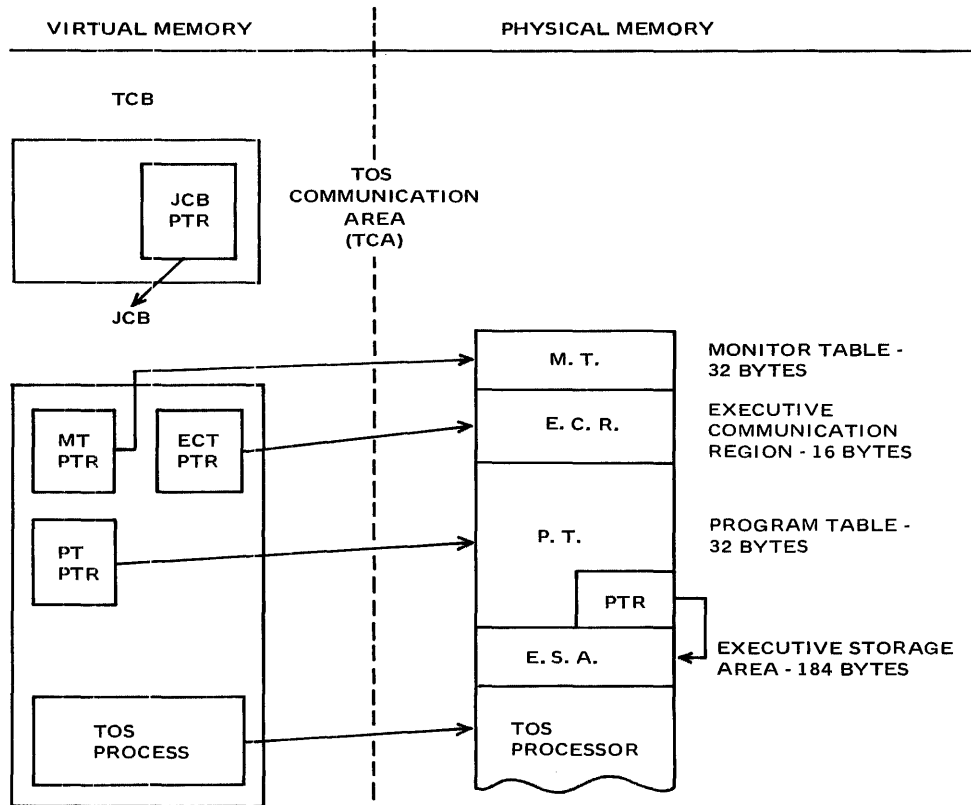 VIRTUAL MEMORY
PHYSICAL MEMORY
TCB
JCB
PTR
JCB
TOS
COMMUNICATION
AREA
(TCA)
MT
PTR
ECT
PTR
PT
PTR
TOS
PROCESS
M. T.
E. C. R.
P. T.
PTR
E. S. A.
TOS
PROCESSOR
MONITOR TABLE -
32 BYTES
EXECUTIVE
COMMUNICATION
REGION - 16 BYTES
PROGRAM TABLE -
32 BYTES
EXECUTIVE STORAGE
AREA - 184 BYTES